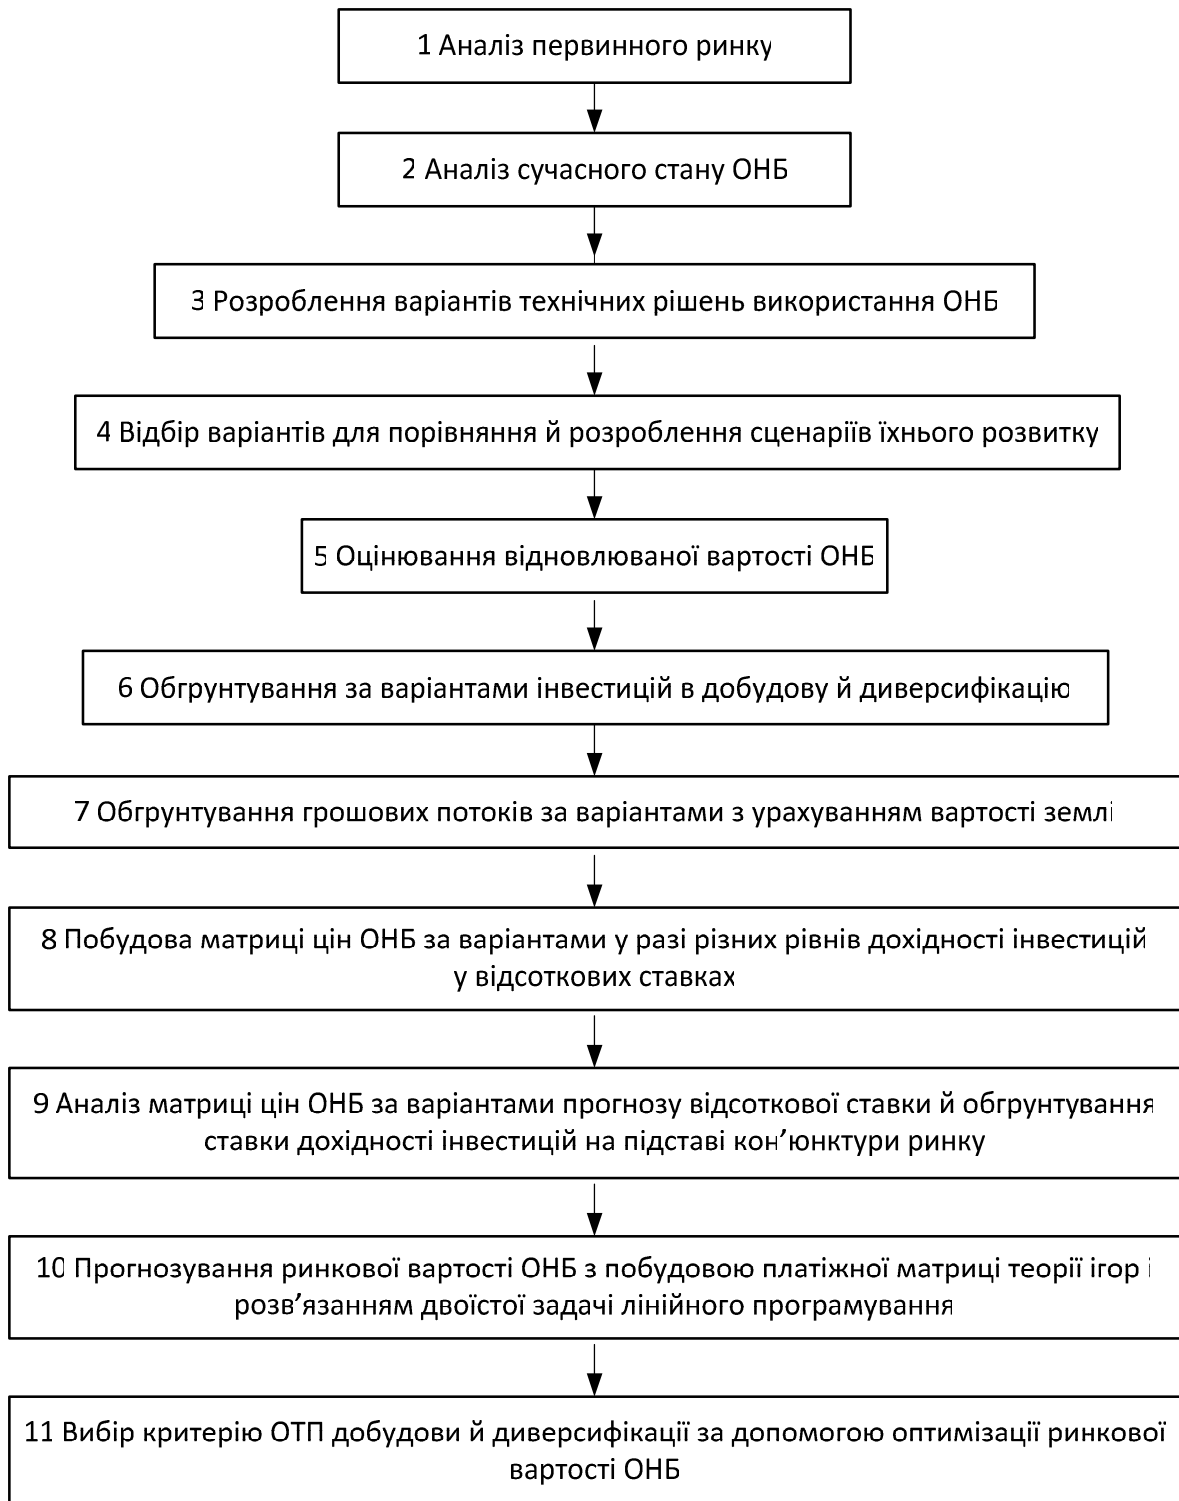 1 Аналіз первинного ринку
2 Аналіз сучасного стану ОНБ
3 Розроблення варіантів технічних рішень використання ОНБ
4 Відбір варіантів для порівняння й розроблення сценаріїв їхнього розвитку
5 Оцінювання відновлюваної вартості ОНБ
6 Обгрунтування за варіантами інвестицій в добудову й диверсифікацію
7 Обгрунтування грошових потоків за варіантами з урахуванням вартості землі
8 Побудова матриці цін ОНБ за варіантами у разі різних рівнів дохідності інвестицій
у відсоткових ставках
9 Аналіз матриці цін ОНБ за варіантами прогнозу відсоткової ставки й обгрунтування
ставки дохідності інвестицій на підставі кон’юнктури ринку
10 Прогнозування ринкової вартості ОНБ з побудовою платіжної матриці теорії ігор і
розв’язанням двоїстої задачі лінійного програмування
11 Вибір критерію ОТП добудови й диверсифікації за допомогою оптимізації ринкової
вартості ОНБ